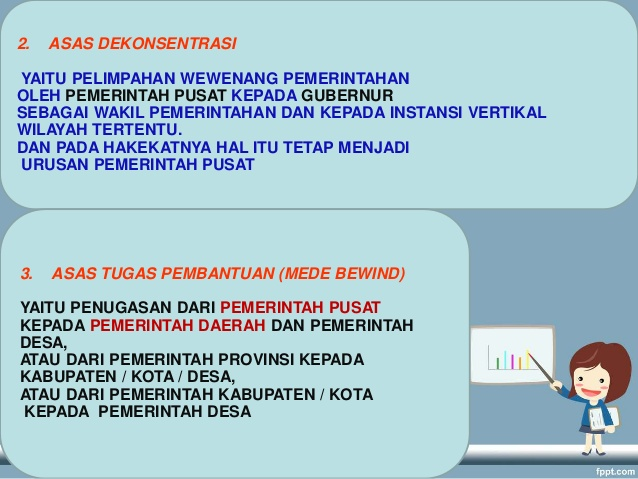 2. ASAS DEKONSENTRASI
YAITU PELIMPAHAN WEWENANG PEMERINTAHAN
OLEH PEMERINTAH PUSAT KEPADA GUBERNUR
SEBAGAI WAKIL PEMERINTAHAN DAN KEPADA INSTANSI VERTIKAL
WILAYAH TERTENTU.
DAN PADA HAKEKATNYA HAL ITU TETAP MENJADI
URUSAN PEMERINTAH PUSAT
3. ASAS TUGAS PEMBANTUAN (MEDE BEWIND)
YAITU PENUGASAN DARI PEMERINTAH PUSAT
KEPADA PEMERINTAH DAERAH DAN PEMERINTAH
DESA,
ATAU DARI PEMERINTAH PROVINSI KEPADA
KABUPATEN / KOTA / DESA,
ATAU DARI PEMERINTAH KABUPATEN / KOTA
KEPADA PEMERINTAH DESA
fppt.com